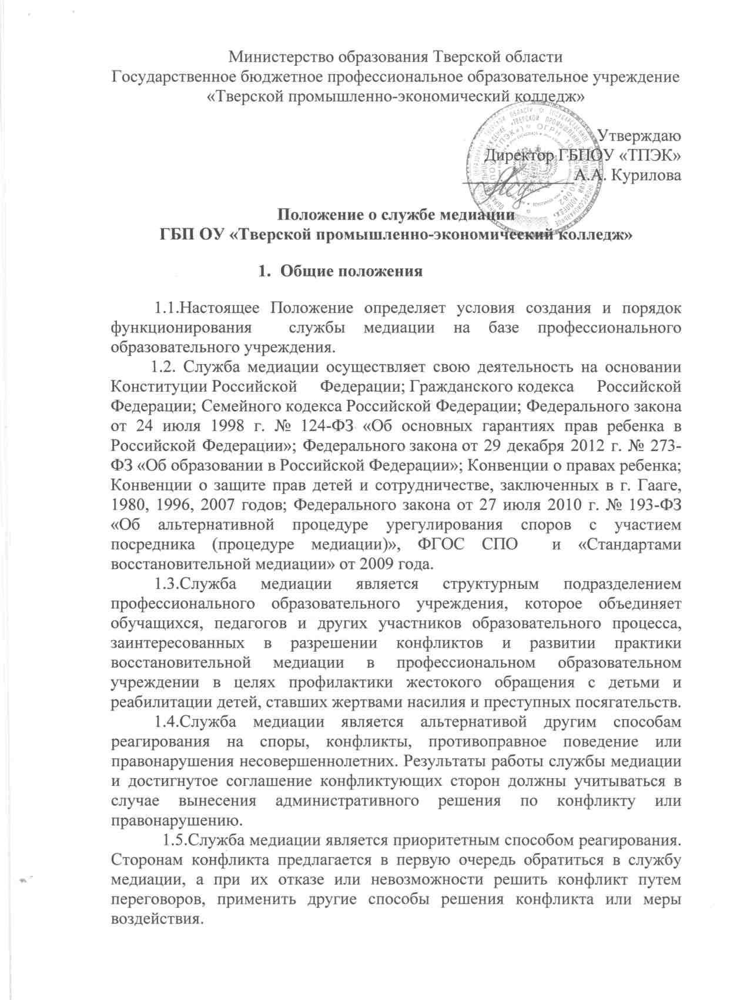 Министерство образования Тверской области
Государственное бюджетное профессиональное образовательное учреждение
«Тверской промышленно-экономический колледж»
Утверждаю
Директор ГБПОУ «ТПЭК»
А.А. Курилова
Положение о службе медиации
ГБП ОУ «Тверской промышленно-экономический колледж»
1. Общие положения
1.1.Настоящее Положение определяет условия создания и порядок
функционирования службы медиации на базе профессионального
образовательного учреждения.
1.2. Служба медиации осуществляет свою деятельность на основании
Конституции Российской Федерации; Гражданского кодекса Российской
Федерации; Семейного кодекса Российской Федерации; Федерального закона
от 24 июля 1998 г. № 124-ФЗ «Об основных гарантиях прав ребенка в
Российской Федерации»; Федерального закона от 29 декабря 2012 г. № 273-
ФЗ «Об образовании в Российской Федерации»; Конвенции о правах ребенка;
Конвенции о защите прав детей и сотрудничестве, заключенных в г. Гааге,
1980, 1996, 2007 годов; Федерального закона от 27 июля 2010 г. № 193-ФЗ
«Об альтернативной процедуре урегулирования споров с участием
посредника (процедуре медиации)», ФГОС СПО и «Стандартами
восстановительной медиации» от 2009 года.
1.3.Служба медиации является структурным подразделением
профессионального образовательного учреждения, которое объединяет
обучащихся, педагогов и других участников образовательного процесса,
заинтересованных в разрешении конфликтов и развитии практики
восстановительной медиации в профессиональном образовательном
учреждении в целях профилактики жестокого обращения с детьми и
реабилитации детей, ставших жертвами насилия и преступных посягательств.
1.4.Служба медиации является альтернативой другим способам
реагирования на споры, конфликты, противоправное поведение или
правонарушения несовершеннолетних. Результаты работы службы медиации
и достигнутое соглашение конфликтующих сторон должны учитываться в
случае вынесения административного решения по конфликту или
правонарушению.
1.5.Служба медиации является приоритетным способом реагирования.
Сторонам конфликта предлагается в первую очередь обратиться в службу
медиации, а при их отказе или невозможности решить конфликт путем
переговоров, применить другие способы решения конфликта или меры
воздействия.